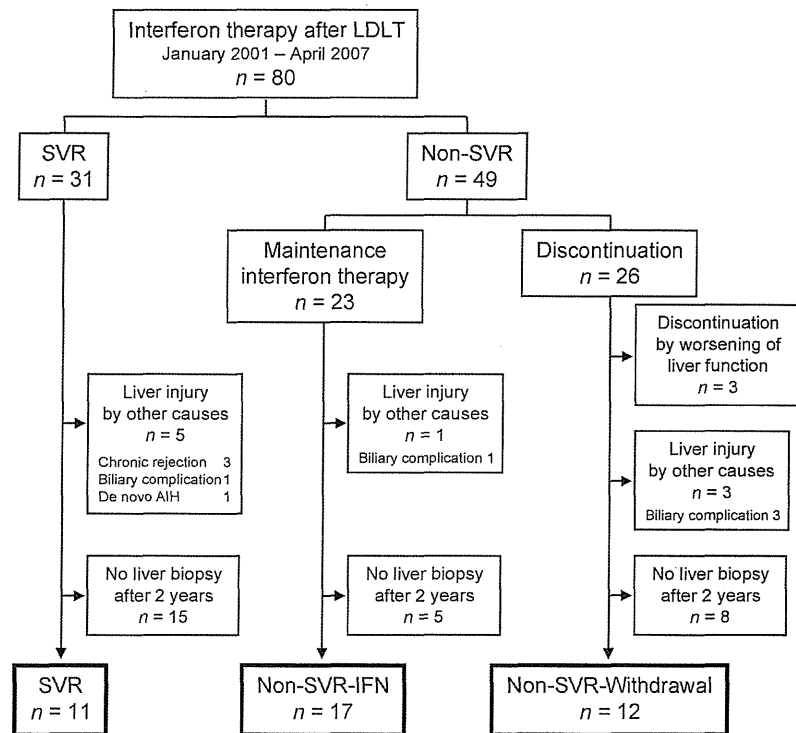 Interferon therapy after LDLT
January 2001 – April 2007
n = 80
SVR
n = 31
Non-SVR
n = 49
Maintenance
interferon therapy
n = 23
Discontinuation
n = 26
Discontinuation
by worsening of
liver function
n = 3
Liver injury
by other causes
n = 5
Chronic rejection 3
Biliary complication 1
De novo AIH 1
Liver injury
by other causes
n = 1
Biliary complication 1
Liver injury
by other causes
n = 3
Biliary complication 3
No liver biopsy
after 2 years
n = 15
No liver biopsy
after 2 years
n = 5
No liver biopsy
after 2 years
n = 8
SVR
n = 11
Non-SVR-IFN
n = 17
Non-SVR-Withdrawal
n = 12